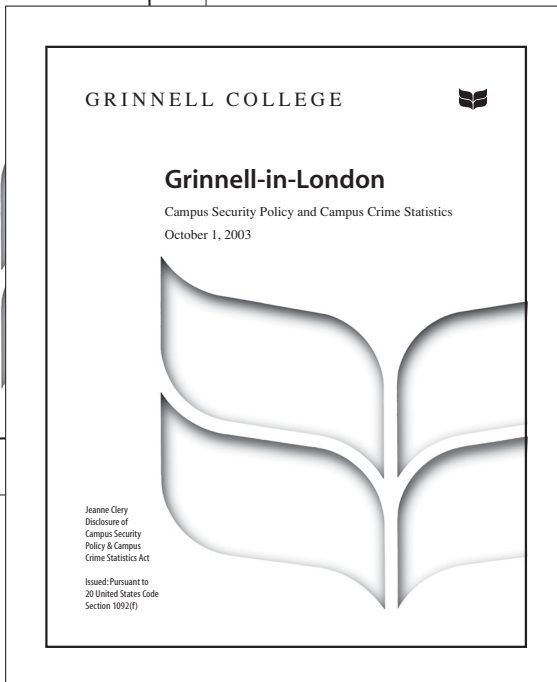 GRINNELL COLLEGE
Grinnell-in-London
Campus Security Policy and Campus Crime Statistics
October 1, 2003
Jeanne Clery
Disclosure of
Campus Security
Policy & Campus
Crime Statistics Act
Issued: Pursuant to
20 United States Code
Section 1092(f)